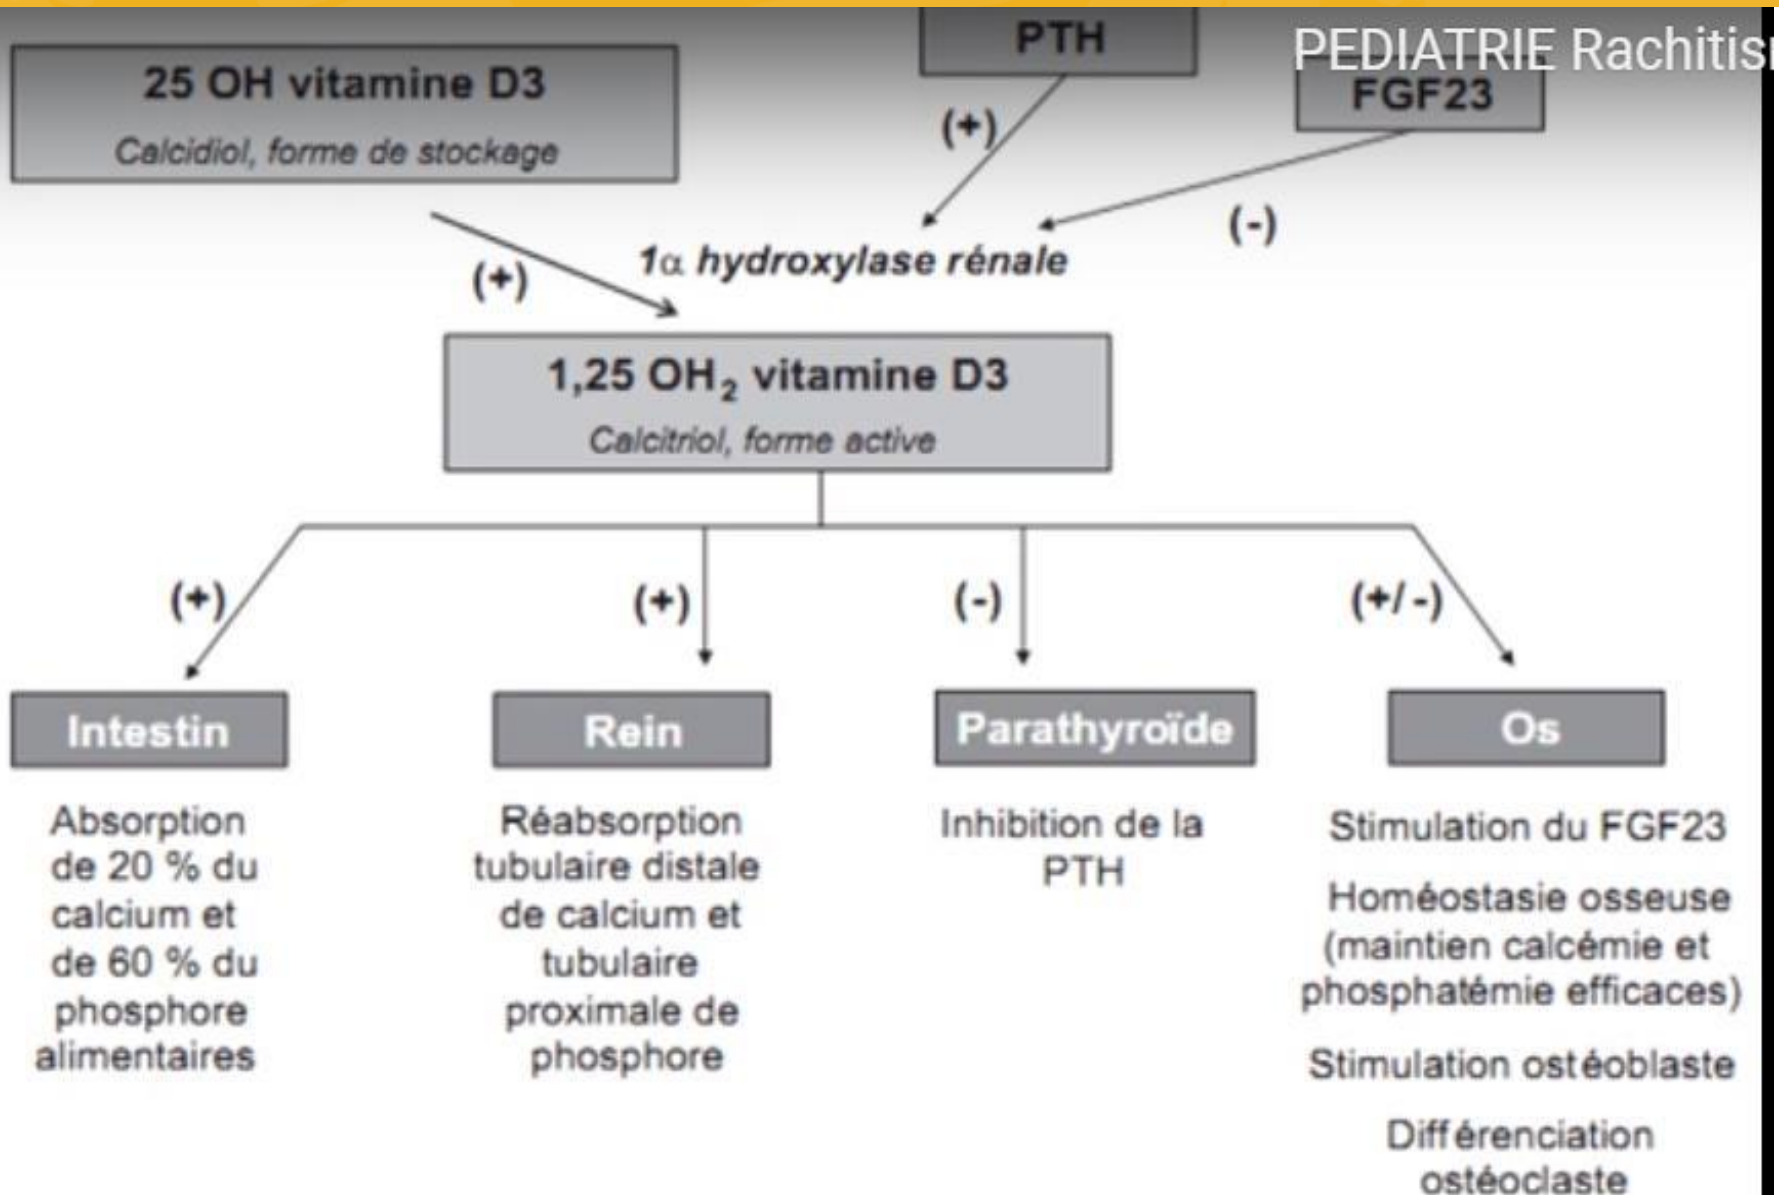 PTH
PEDIATRIE
25 OH vitamine D3
Calcidiol, forme de stockage
FGF23
(+)
(-)
1α hydroxylase rénale
(+)
1,25 OH₂ vitamine D3
Calcitriol, forme active
(+)
(+)
(-)
(+/-)
Intestin
Absorption
de 20 % du
calcium et
de 60 % du
phosphore
alimentaires
Rein
Réabsorption
tubulaire distale
de calcium et
tubulaire
proximale de
phosphore
Parathyroïde
Inhibition de la
PTH
Os
Stimulation du FGF23
Homéostasie osseuse
(maintien calcémie et
phosphatémie efficaces)
Stimulation ostéoblaste
Différenciation
ostéoclaste